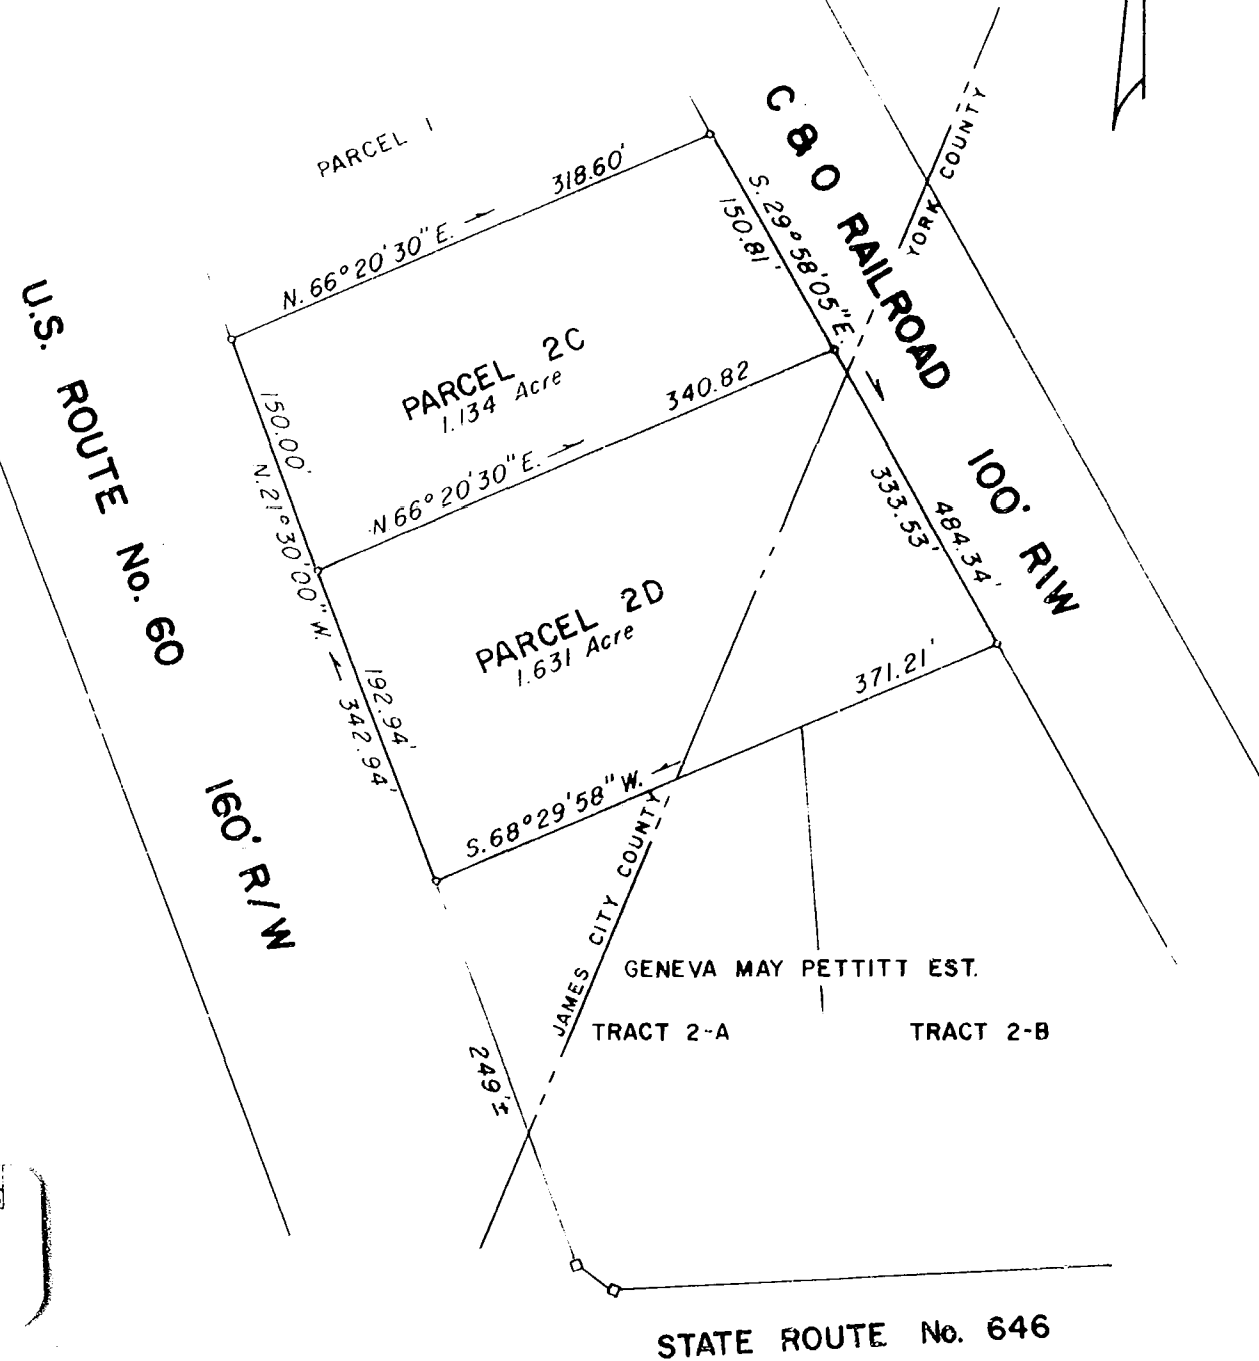 PARCEL 1
C & O RAILROAD 100' R/W
YORK COUNTY
N. 66° 20' 30" E. 318.60'
S. 29° 58' 05" E.
150.81'
U.S. ROUTE No. 60 160' R/W
PARCEL 2C
1.134 Acre
150.00'
N. 21° 30' 00" W. 342.94'
N 66° 20' 30" E. 340.82
333.53'
484.34'
PARCEL 2D
1.631 Acre
192.94'
S. 68° 29' 58" W. 371.21'
JAMES CITY COUNTY
GENEVA MAY PETTITT EST.
TRACT 2-A
TRACT 2-B
249'±
STATE ROUTE No. 646